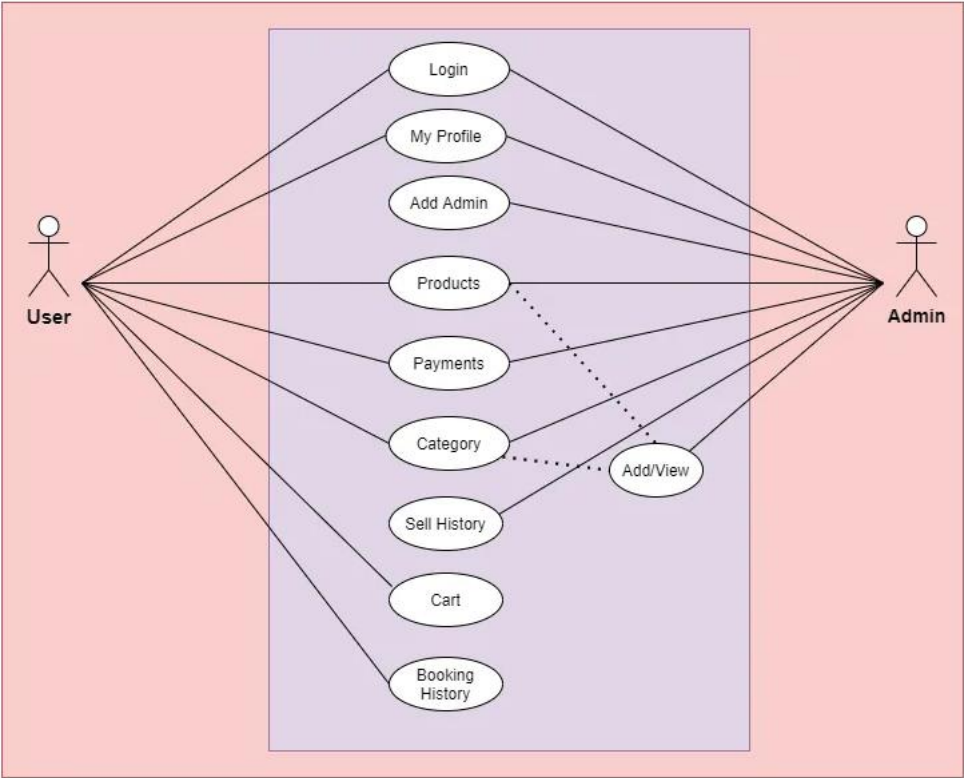 Login
My Profile
Add Admin
Products
User
Admin
Payments
Category
Add/View
Sell History
Cart
Booking
History